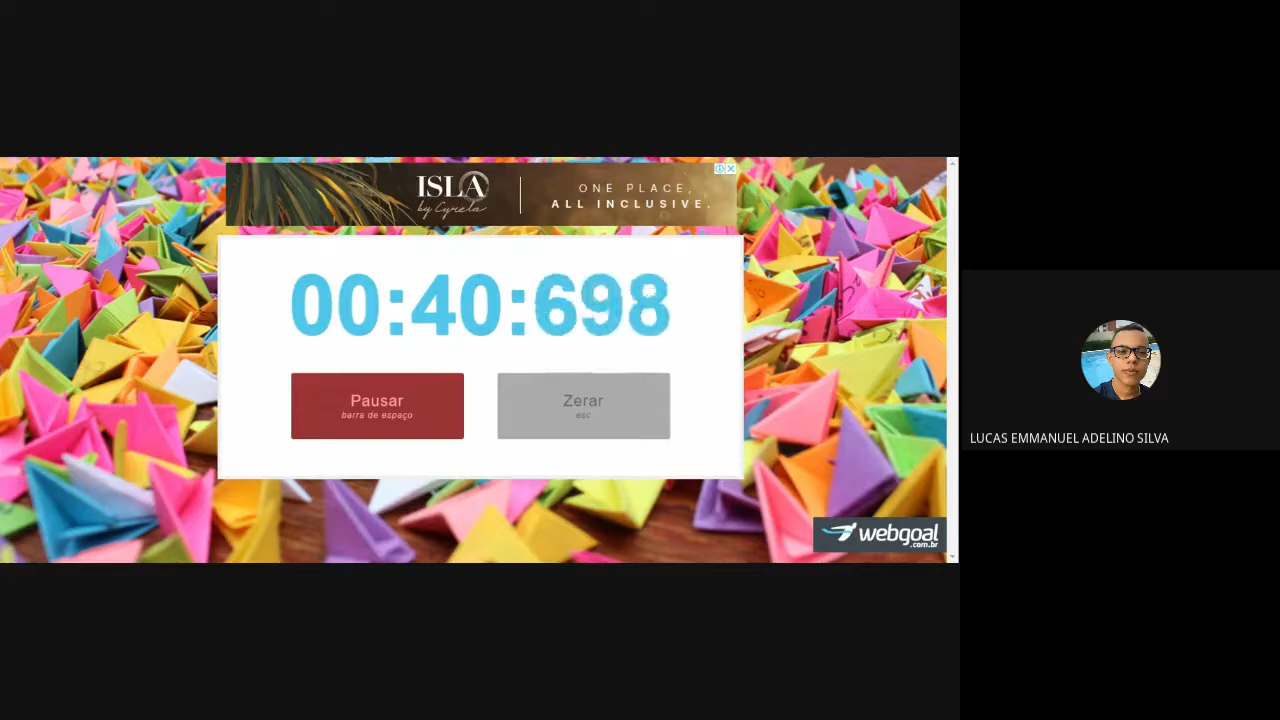 ISLA
by Cyrela
ONE PLACE,
ALL INCLUSIVE.
00:40:698
Pausar
barra de espaço
Zerar
esc
webgoal
.com.br
LUCAS EMMANUEL ADELINO SILVA